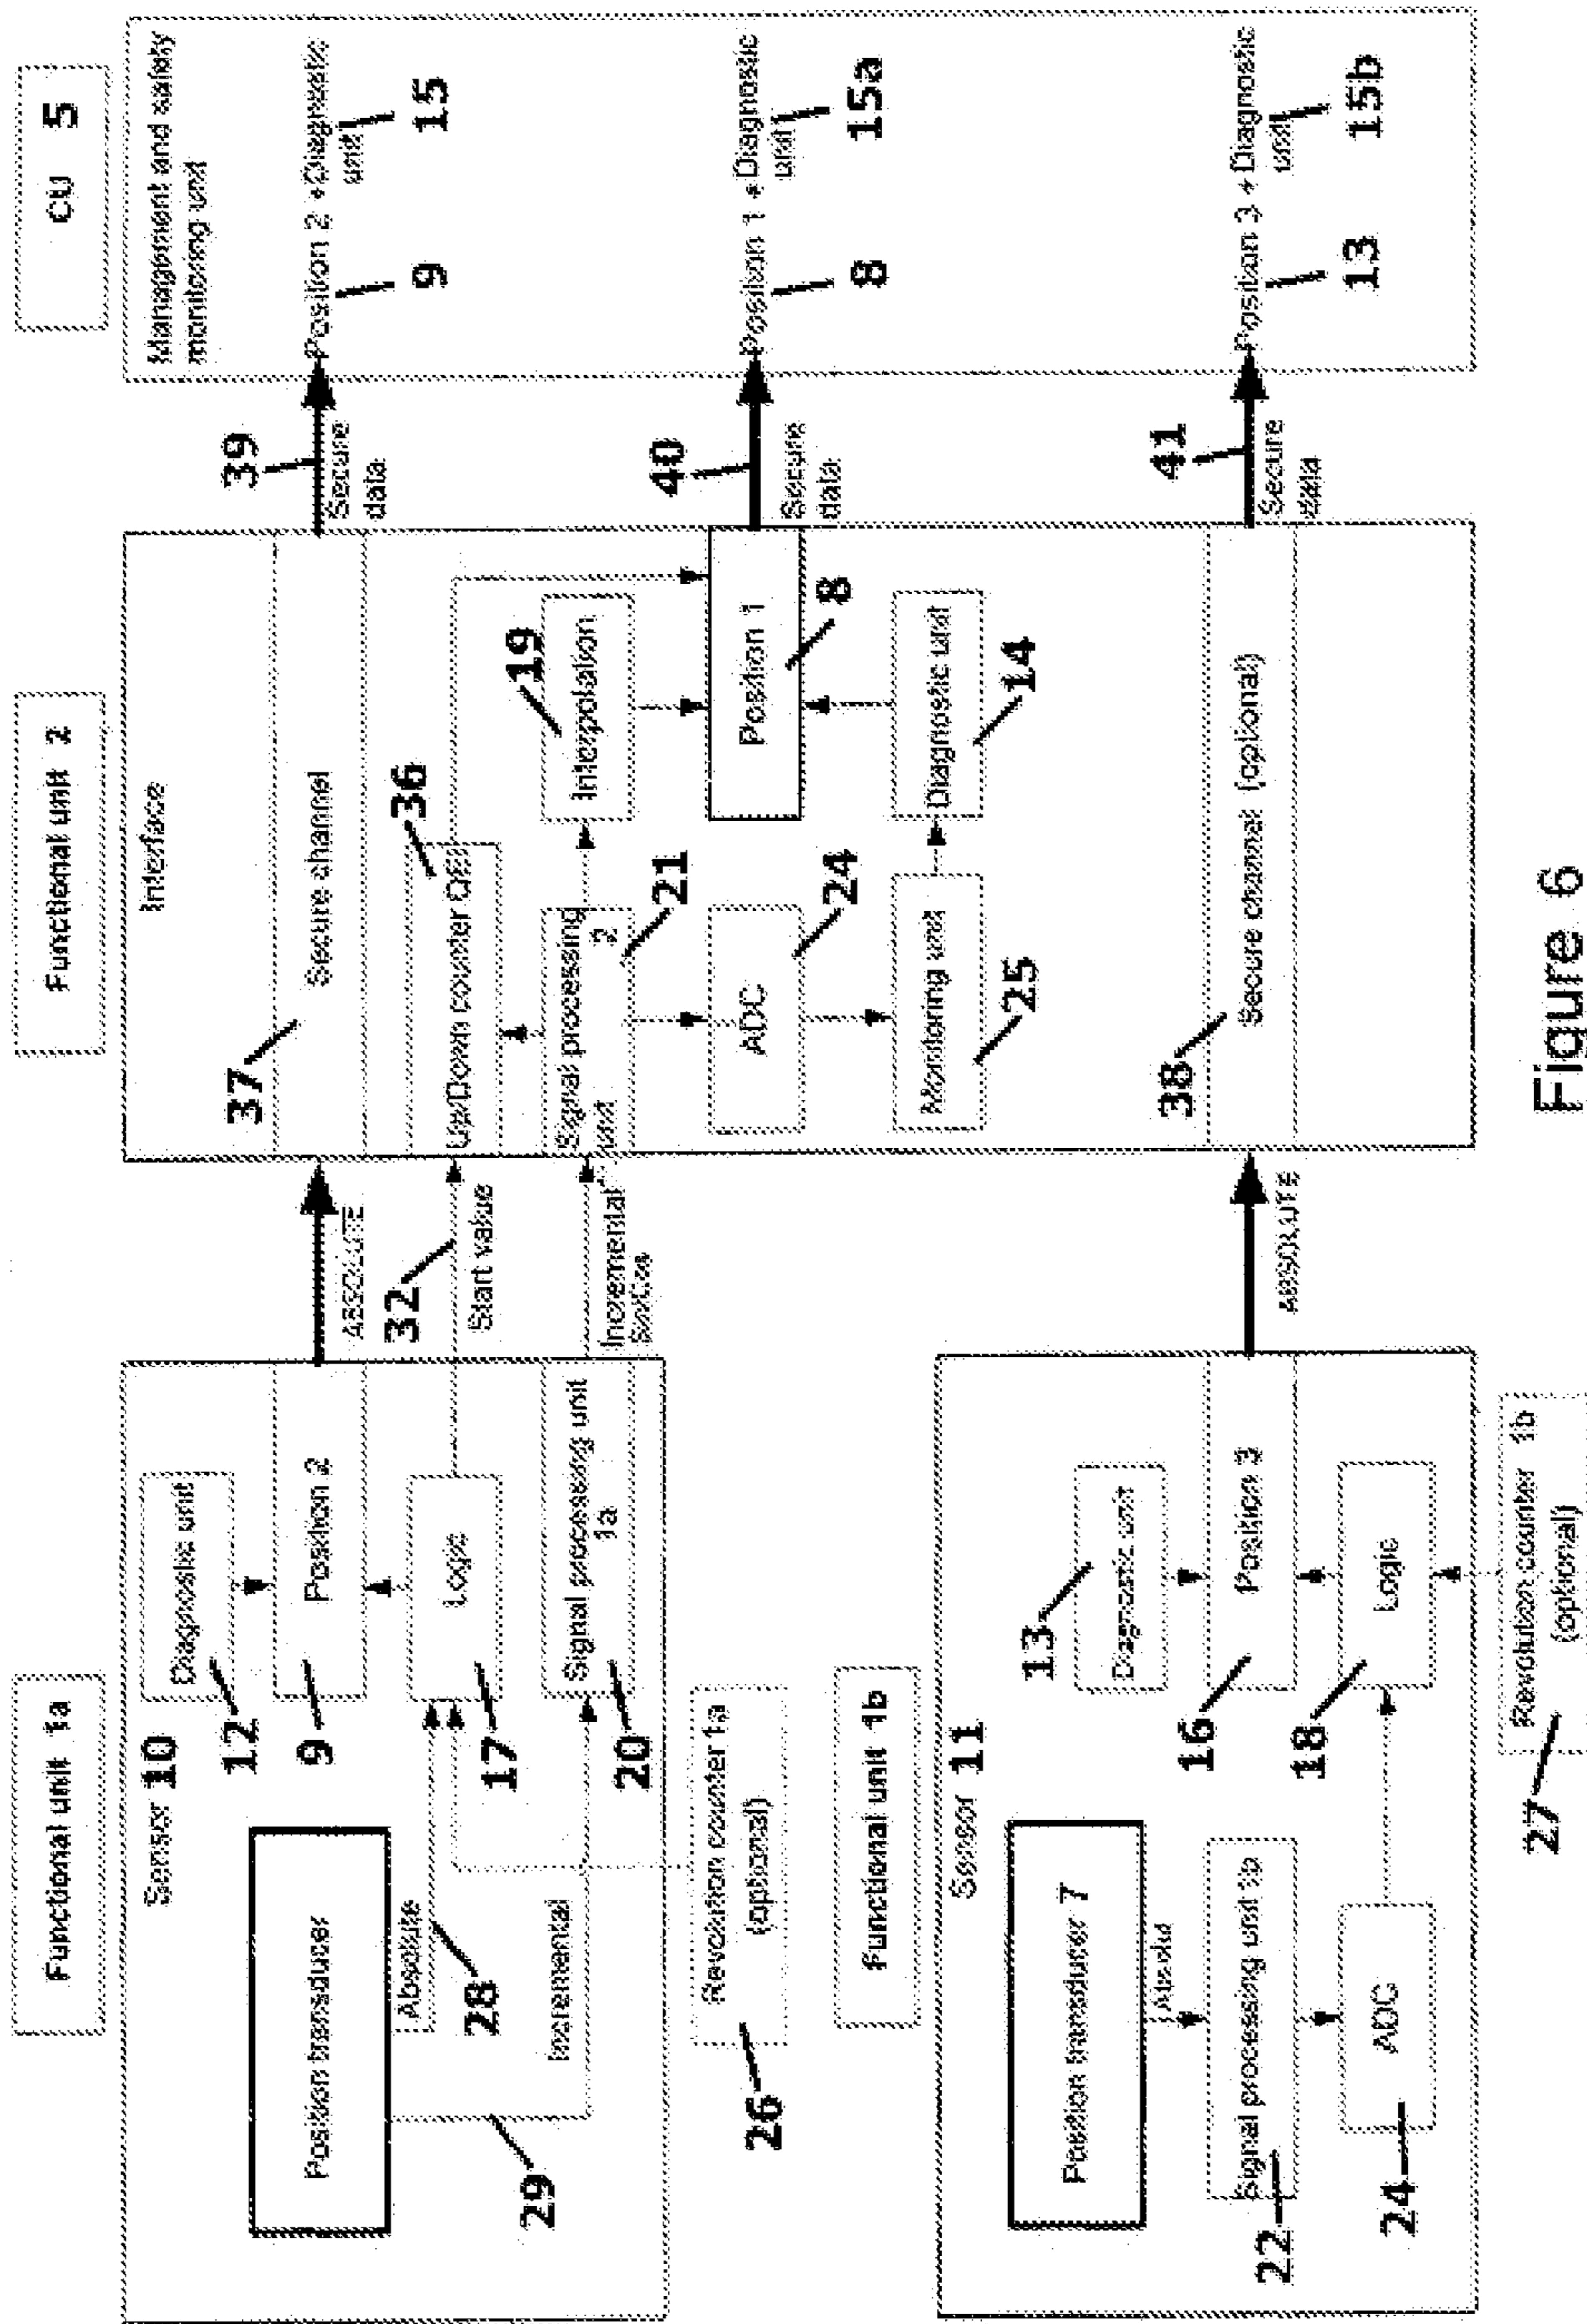 Functional unit 1a
Functional unit 2
CU 5
Sensor 10
Position transducer
Absolute
28
Incremental
29
Diagnostic unit
12
Position 2
9
Logic
17
Signal processing unit
1a
20
Revolution counter 1a
(optional)
26
ABSOLUTE
32
Start value
Incremental
Interface
37
Secure channel
Up/Down counter
36
Signal processing
unit 2
21
Interpolation
19
Position 1
8
ADC
24
Monitoring unit
25
Diagnostic unit
14
38
Secure channel (optional)
39
Secure
data
40
Secure
data
41
Secure
data
Management and safety
monitoring unit
Position 2 +Diagnostic
unit
9
15
Position 1 +Diagnostic
unit
8
15a
Position 3 +Diagnostic
unit
13
15b
Functional unit 1b
Sensor 11
Position transducer 7
Signal processing unit 1b
22
ADC
24
13
Diagnostic unit
Position 3
16
Logic
18
Revolution counter 1b
(optional)
27
ABSOLUTE
Figure 6